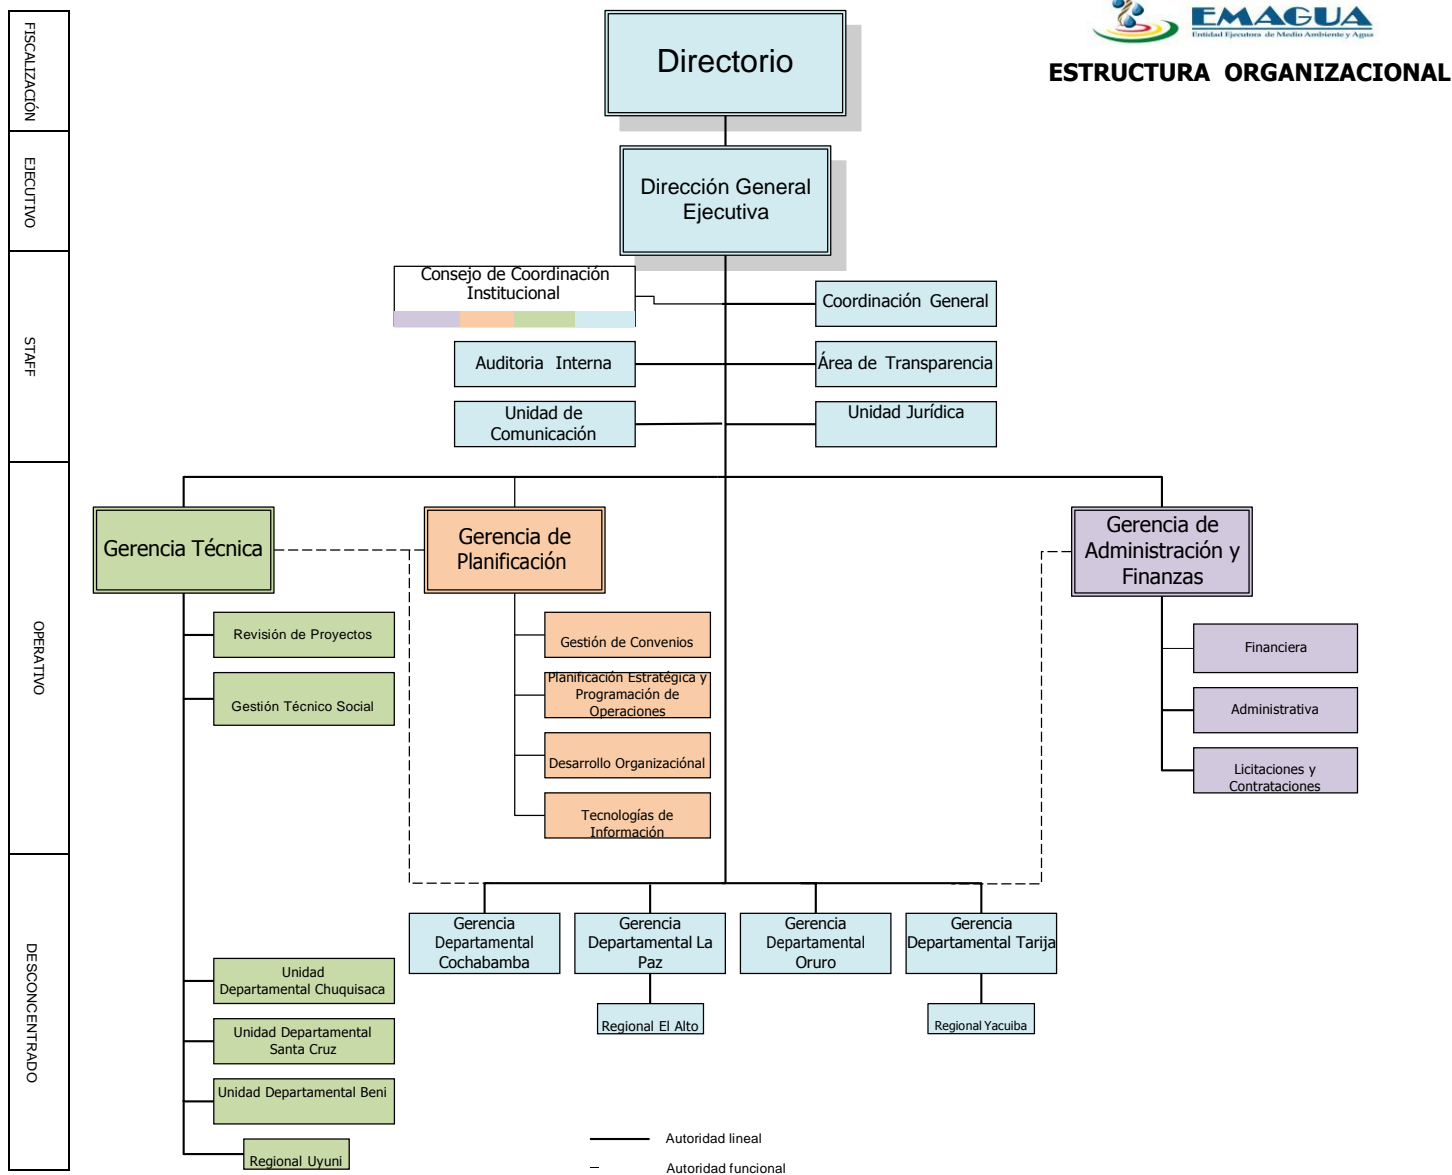 EMAGUA
Entidad Ejecutora de Medio Ambiente y Agua
ESTRUCTURA ORGANIZACIONAL
FISCALIZACIÓN
Directorio
EJECUTIVO
Dirección General
Ejecutiva
STAFF
Consejo de Coordinación
Institucional
Coordinación General
Auditoria Interna
Área de Transparencia
Unidad de
Comunicación
Unidad Jurídica
OPERATIVO
Gerencia Técnica
Gerencia de
Planificación
Gerencia de
Administración y
Finanzas
Revisión de Proyectos
Gestión Técnico Social
Gestión de Convenios
Planificación Estratégica y
Programación de
Operaciones
Desarrollo Organizaciónal
Tecnologías de
Información
Financiera
Administrativa
Licitaciones y
Contrataciones
DESCONCENTRADO
Gerencia
Departamental
Cochabamba
Gerencia
Departamental La
Paz
Gerencia
Departamental
Oruro
Gerencia
Departamental Tarija
Regional El Alto
Regional Yacuiba
Unidad
Departamental Chuquisaca
Unidad Departamental
Santa Cruz
Unidad Departamental Beni
Regional Uyuni
Autoridad lineal
Autoridad funcional